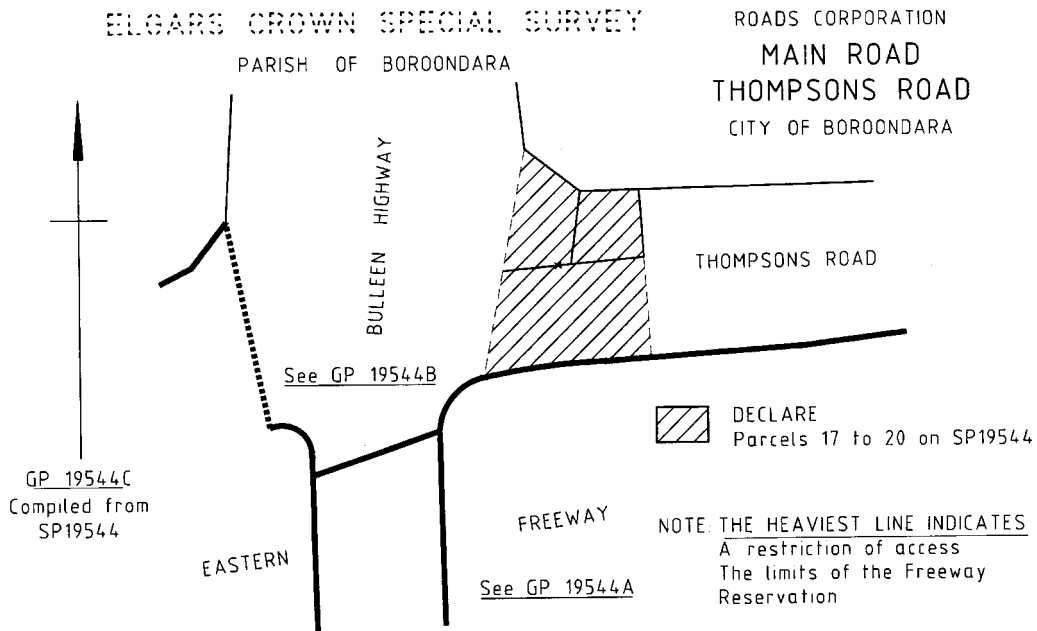 ELGARS CROWN SPECIAL SURVEY
PARISH OF BOROONDARA
ROADS CORPORATION
MAIN ROAD
THOMPSONS ROAD
CITY OF BOROONDARA
BULLEEN HIGHWAY
THOMPSONS ROAD
See GP 19544B
DECLARE
Parcels 17 to 20 on SP19544
GP 19544C
Compiled from
SP19544
EASTERN
FREEWAY
See GP 19544A
NOTE: THE HEAVIEST LINE INDICATES
A restriction of access
The limits of the Freeway
Reservation